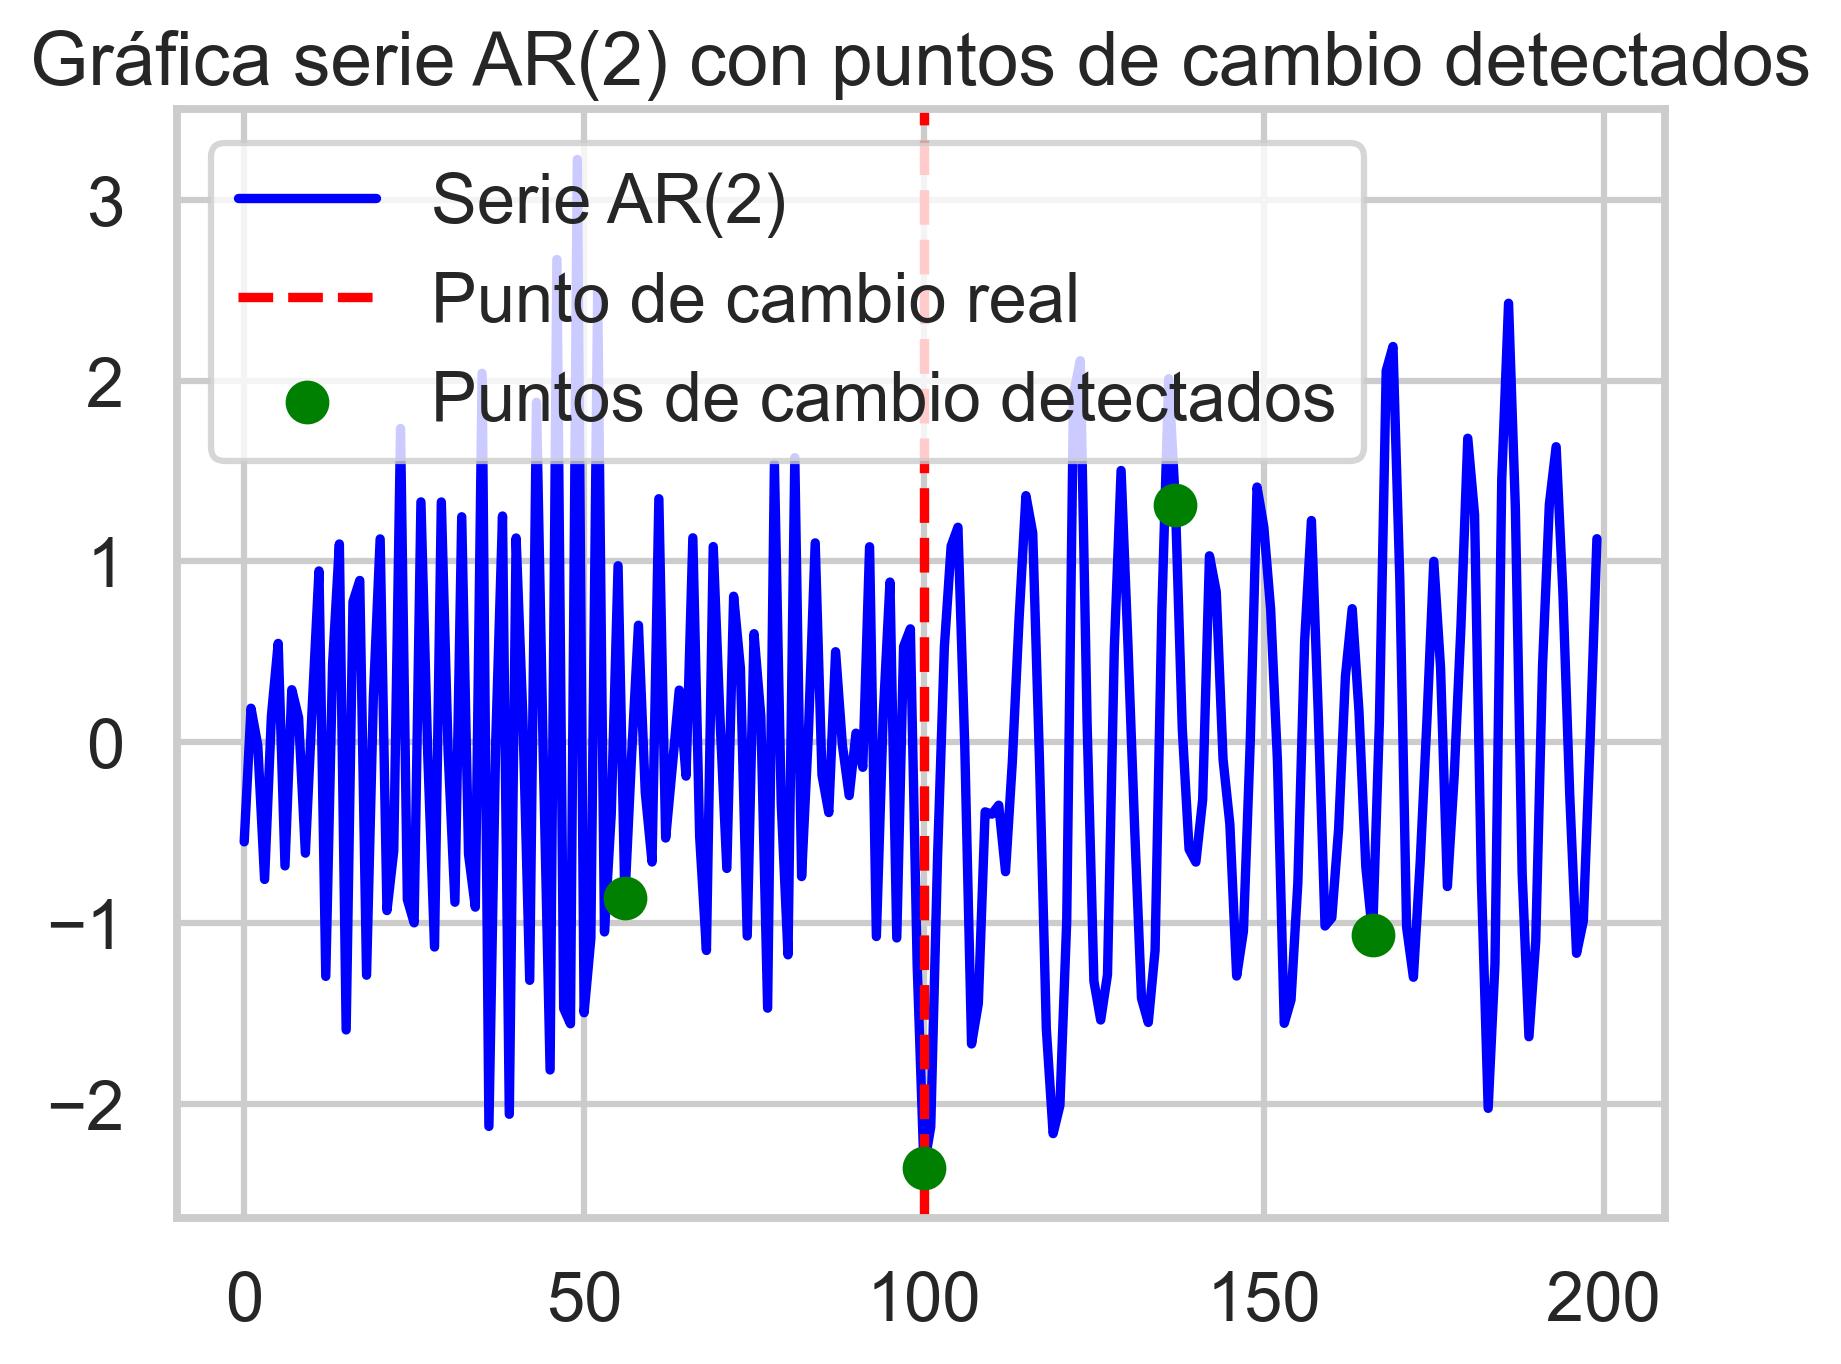 Gráfica serie AR(2) con puntos de cambio detectados
Serie AR(2)
Punto de cambio real
Puntos de cambio detectados
3
2
1
0
−1
−2
0 50 100 150 200